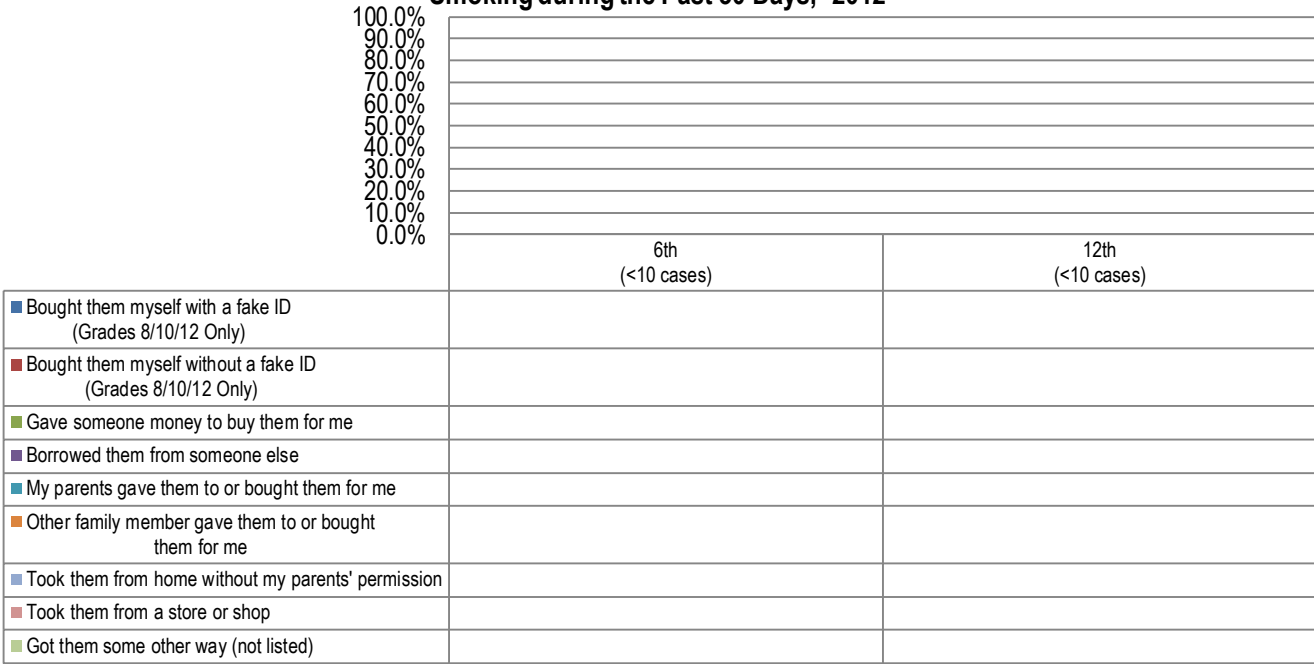 Smoking during the Past 30 Days,
2012
100.0%
90.0%
80.0%
70.0%
60.0%
50.0%
40.0%
30.0%
20.0%
10.0%
0.0%
6th
(<10 cases)
12th
(<10 cases)
Bought them myself with a fake ID
(Grades 8/10/12 Only)
Bought them myself without a fake ID
(Grades 8/10/12 Only)
Gave someone money to buy them for me
Borrowed them from someone else
My parents gave them to or bought them for me
Other family member gave them to or bought
them for me
Took them from home without my parents' permission
Took them from a store or shop
Got them some other way (not listed)